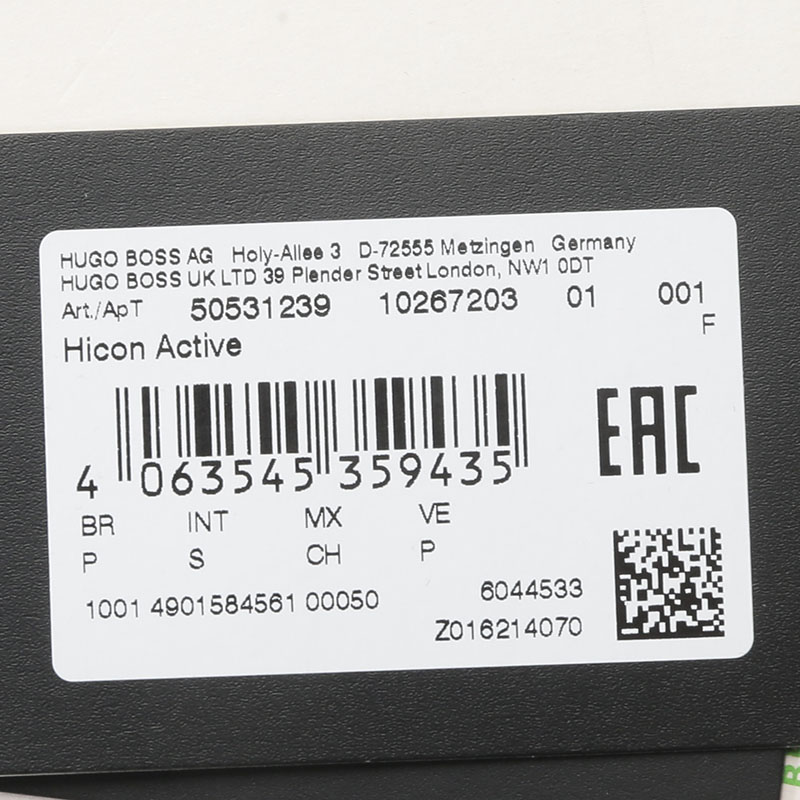 HUGO BOSS AG Holy-Allee 3 D-72555 Metzingen Germany
HUGO BOSS UK LTD 39 Plender Street London, NW1 0DT
Art./ApT 50531239 10267203 01 001
F
Hicon Active
EAC
4 063545 359435
BR INT MX VE
P S CH P
1001 4901584561 00050
6044533
Z016214070